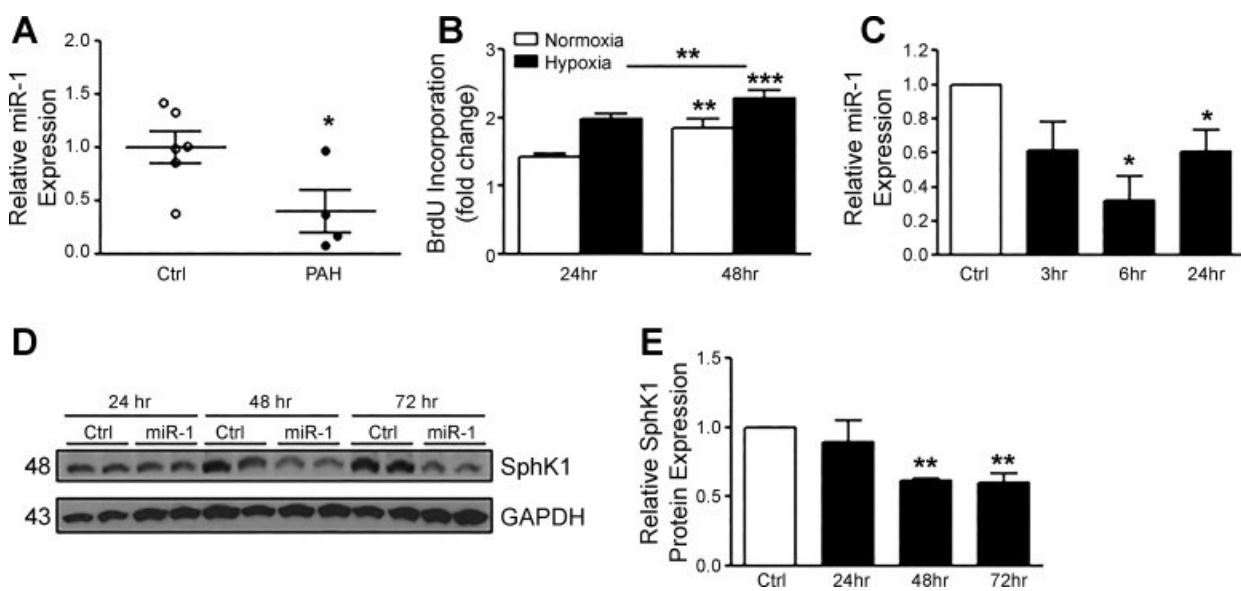 A
Relative miR-1
Expression
2.0
1.5
1.0
0.5
0.0
*
Ctrl PAH
B
Normoxia
Hypoxia
BrdU Incorporation
(fold change)
3
2
1
0
**
**
***
24hr 48hr
C
Relative miR-1
Expression
1.2
1.0
0.8
0.6
0.4
0.2
0.0
*
*
Ctrl 3hr 6hr 24hr
D
24 hr 48 hr 72 hr
Ctrl miR-1 Ctrl miR-1 Ctrl miR-1
48 SphK1
43 GAPDH
E
Relative SphK1
Protein Expression
1.5
1.0
0.5
0.0
** **
Ctrl 24hr 48hr 72hr